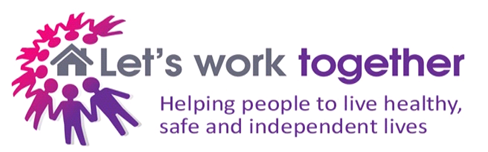 Let's work together
Helping people to live healthy,
safe and independent lives